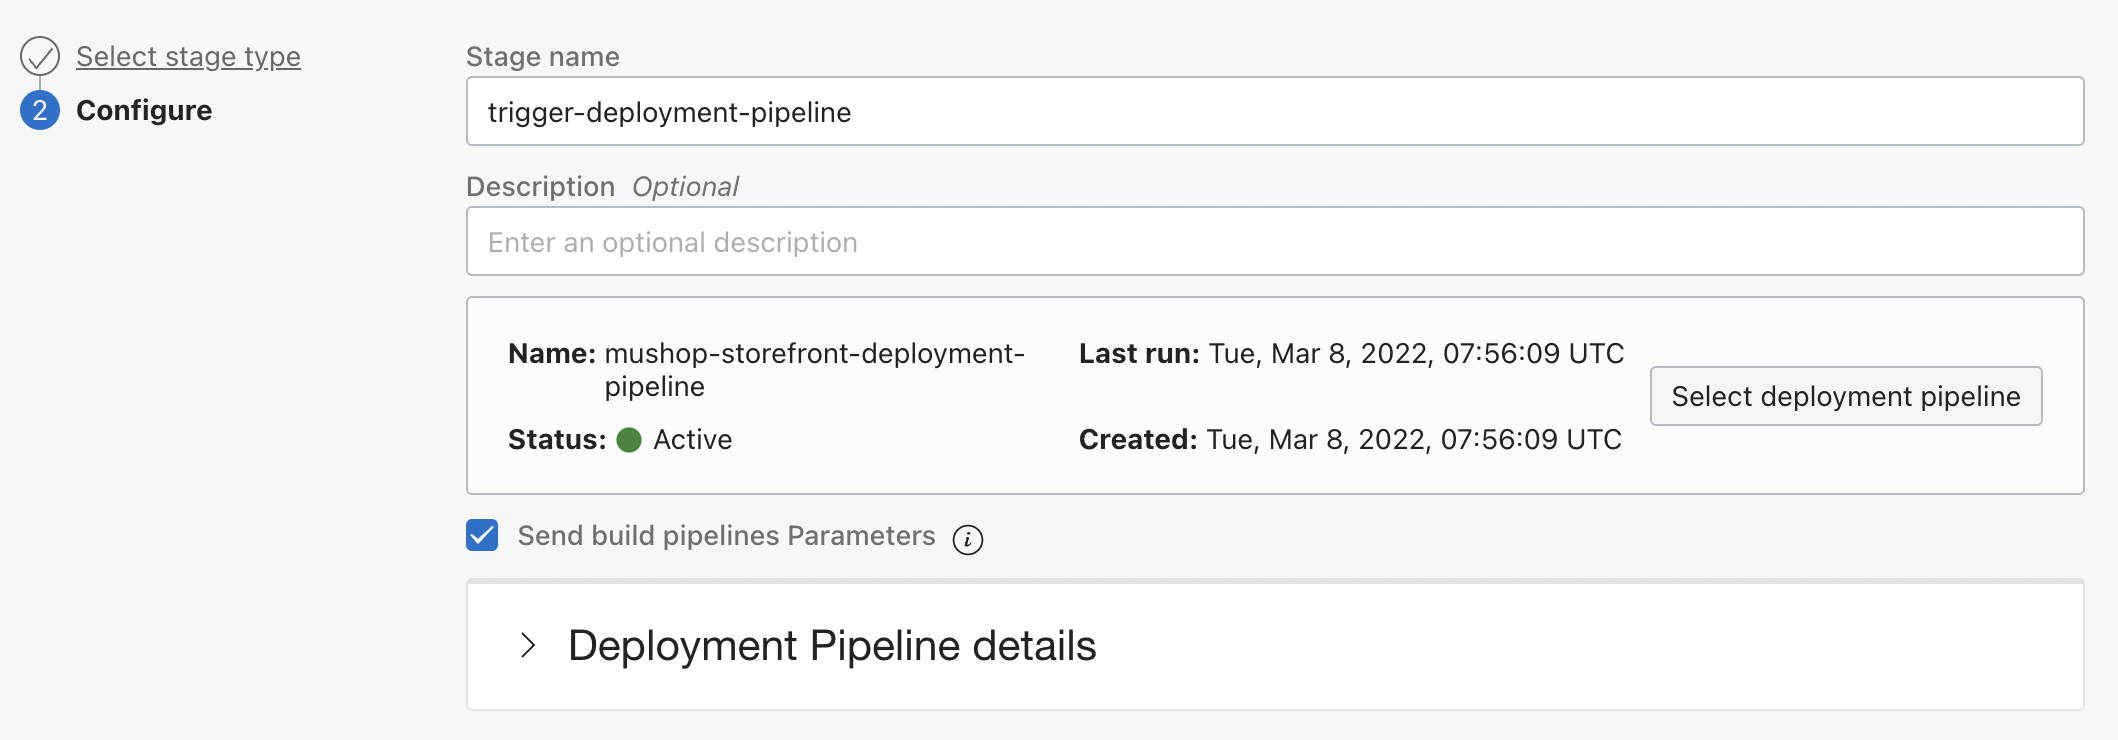 Select stage type
2 Configure
Stage name
trigger-deployment-pipeline
Description Optional
Enter an optional description
Name: mushop-storefront-deployment-
pipeline
Status: Active
Last run: Tue, Mar 8, 2022, 07:56:09 UTC
Created: Tue, Mar 8, 2022, 07:56:09 UTC
Select deployment pipeline
Send build pipelines Parameters i
Deployment Pipeline details